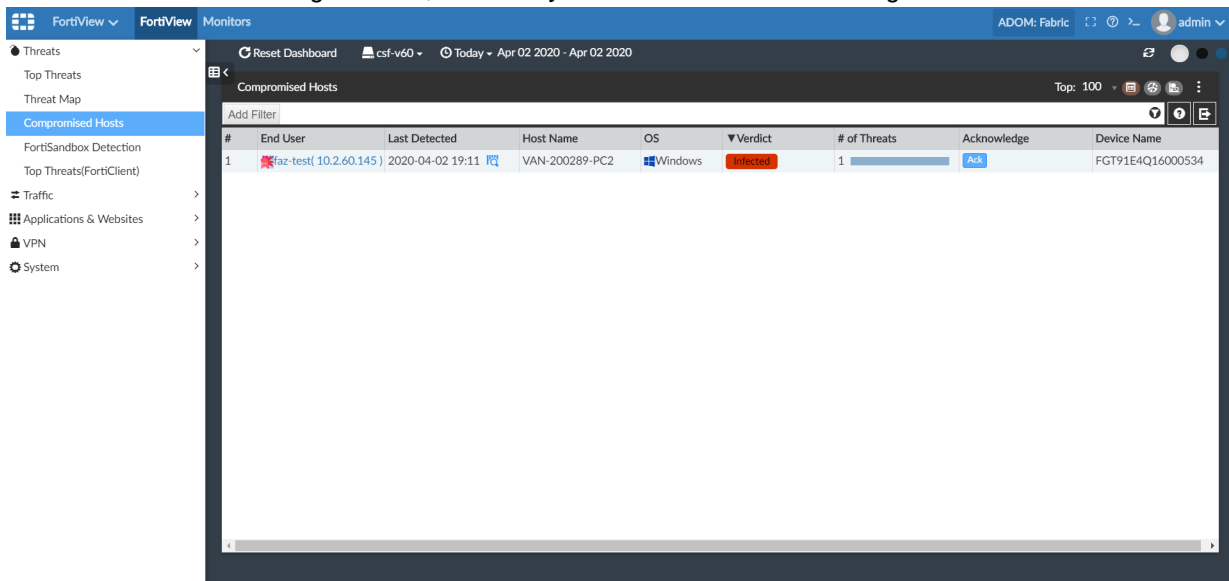 FortiView FortiView Monitors ADOM: Fabric admin
Threats
Top Threats
Threat Map
Compromised Hosts
FortiSandbox Detection
Top Threats(FortiClient)
Traffic
Applications & Websites
VPN
System
Reset Dashboard csf-v60 Today Apr 02 2020 - Apr 02 2020
Compromised Hosts Top: 100
Add Filter
# End User Last Detected Host Name OS ▼Verdict # of Threats Acknowledge Device Name
1 faz-test( 10.2.60.145 ) 2020-04-02 19:11 VAN-200289-PC2 Windows Infected 1 Ack FGT91E4Q16000534